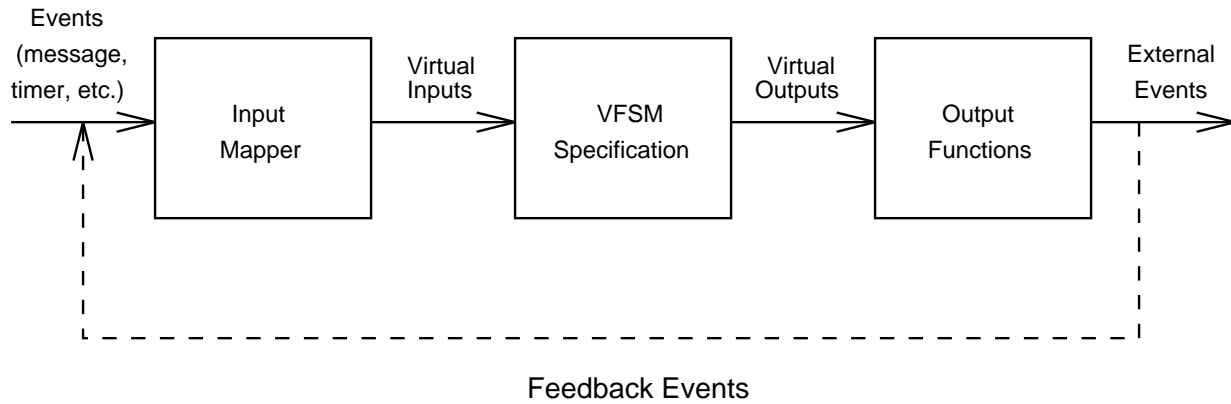 Events
(message,
timer, etc.)
Input
Mapper
Virtual
Inputs
VFSM
Specification
Virtual
Outputs
Output
Functions
External
Events
Feedback Events